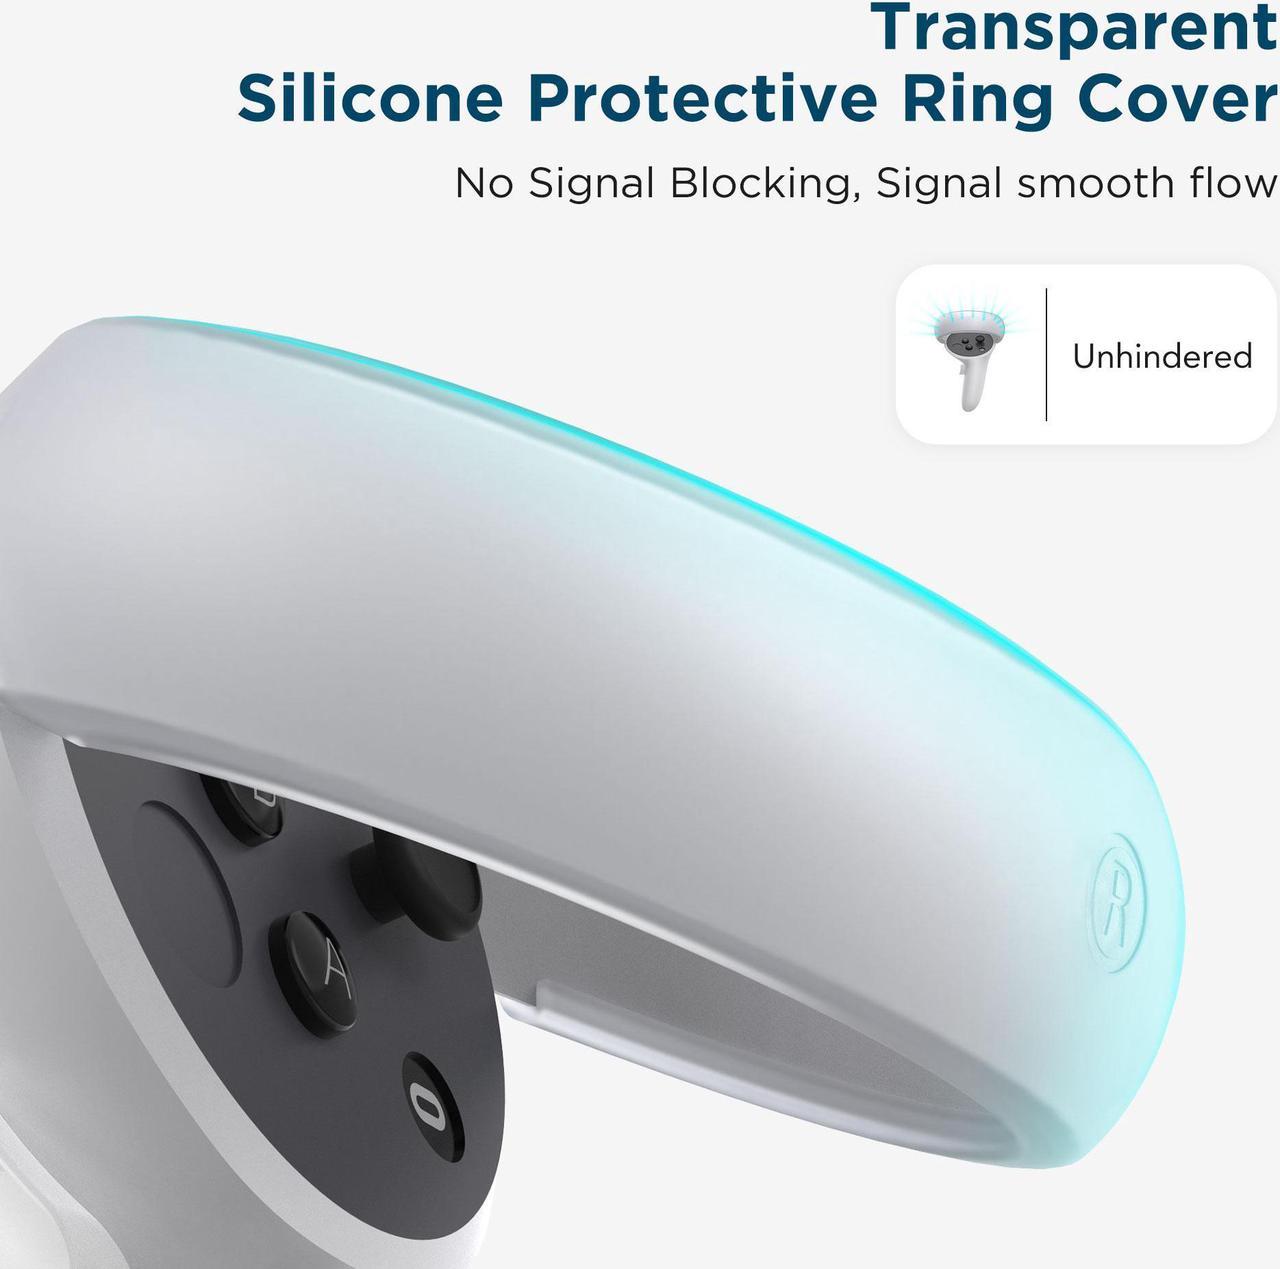 Transparent
Silicone Protective Ring Cover
No Signal Blocking, Signal smooth flow
Unhindered
R
A